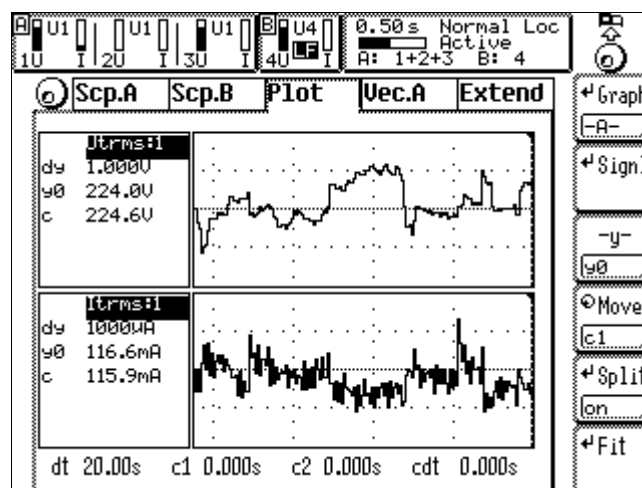 A U1 U1 U1 B U4 0.50s Normal Loc
LF Active
1U I 2U I 3U I 4U I A: 1+2+3 B: 4
Scp.A Scp.B Plot Vec.A Extend
Graph
-A-
Utrms:1
dy 1.000V
y0 224.0V
c 224.6V
Sign.
-y-
y0
Itrms:1
dy 1000µA
y0 116.6mA
c 115.9mA
Move
c1
Split
on
Fit
dt 20.00s c1 0.000s c2 0.000s cdt 0.000s